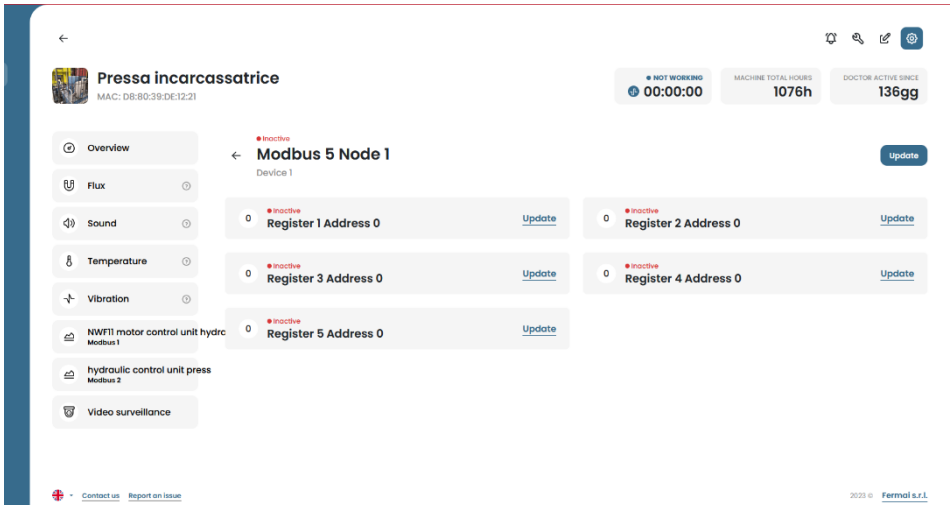 Pressa incarcassatrice
MAC: D8:80:39:DE:12:21
NOT WORKING
00:00:00
MACHINE TOTAL HOURS
1076h
DOCTOR ACTIVE SINCE
136gg
Overview
Flux
Sound
Temperature
Vibration
NWF11 motor control unit hydra
Modbus 1
hydraulic control unit press
Modbus 2
Video surveillance
Inactive
Modbus 5 Node 1
Device 1
Update
0
Inactive
Register 1 Address 0
Update
0
Inactive
Register 2 Address 0
Update
0
Inactive
Register 3 Address 0
Update
0
Inactive
Register 4 Address 0
Update
0
Inactive
Register 5 Address 0
Update
Contact us Report an issue
2023 © Fermai s.r.l.